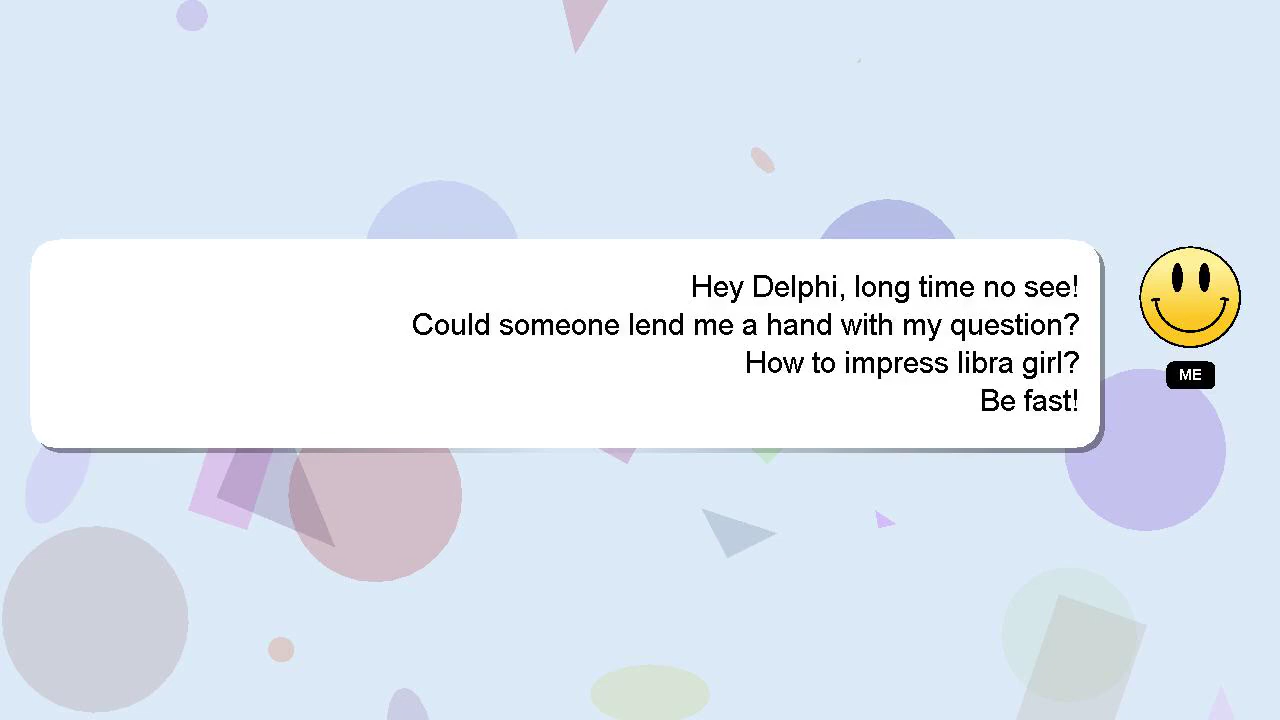 Hey Delphi, long time no see!
Could someone lend me a hand with my question?
How to impress libra girl?
Be fast!
ME